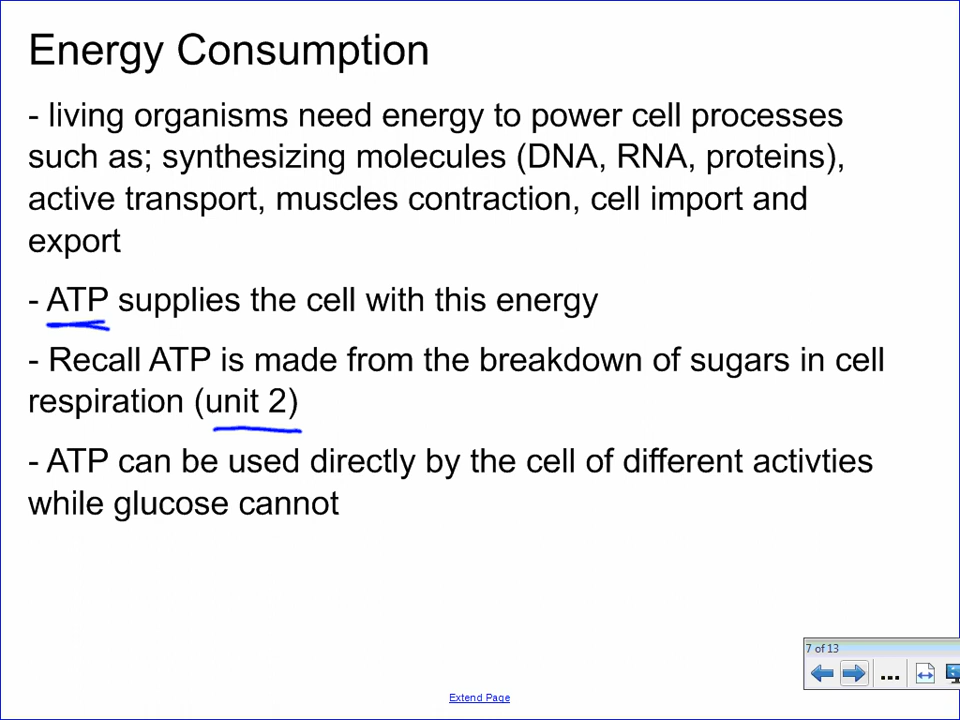 Energy Consumption
- living organisms need energy to power cell processes
such as; synthesizing molecules (DNA, RNA, proteins),
active transport, muscles contraction, cell import and
export
- ATP supplies the cell with this energy
- Recall ATP is made from the breakdown of sugars in cell
respiration (unit 2)
- ATP can be used directly by the cell of different activties
while glucose cannot
7 of 13
...
Extend Page